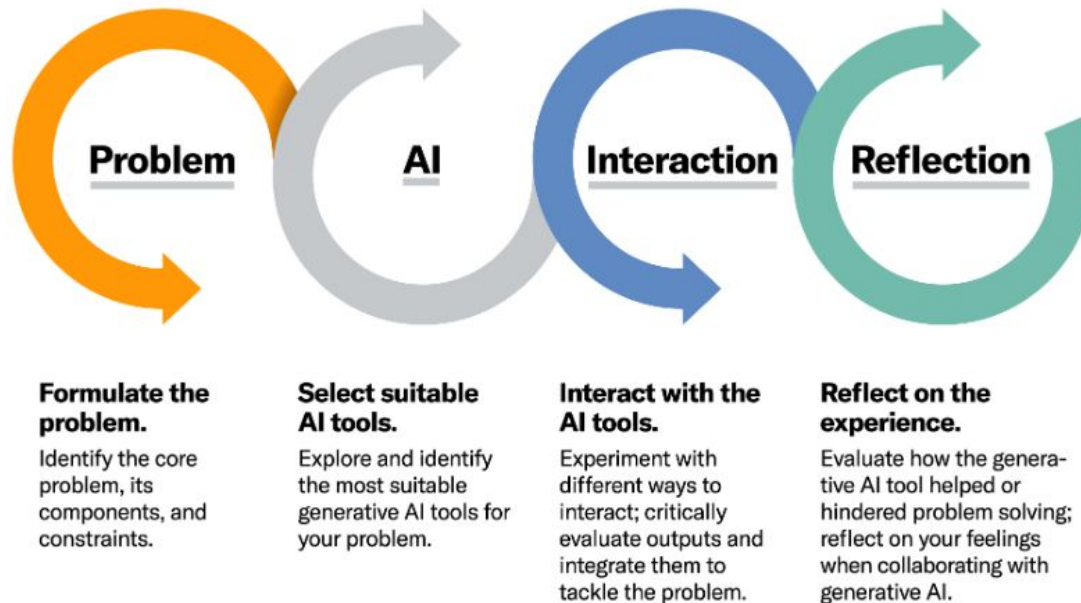 Problem
AI
Interaction
Reflection
Formulate the
problem.
Identify the core
problem, its
components, and
constraints.
Select suitable
AI tools.
Explore and identify
the most suitable
generative AI tools for
your problem.
Interact with the
AI tools.
Experiment with
different ways to
interact; critically
evaluate outputs and
integrate them to
tackle the problem.
Reflect on the
experience.
Evaluate how the genera-
tive AI tool helped or
hindered problem solving;
reflect on your feelings
when collaborating with
generative AI.